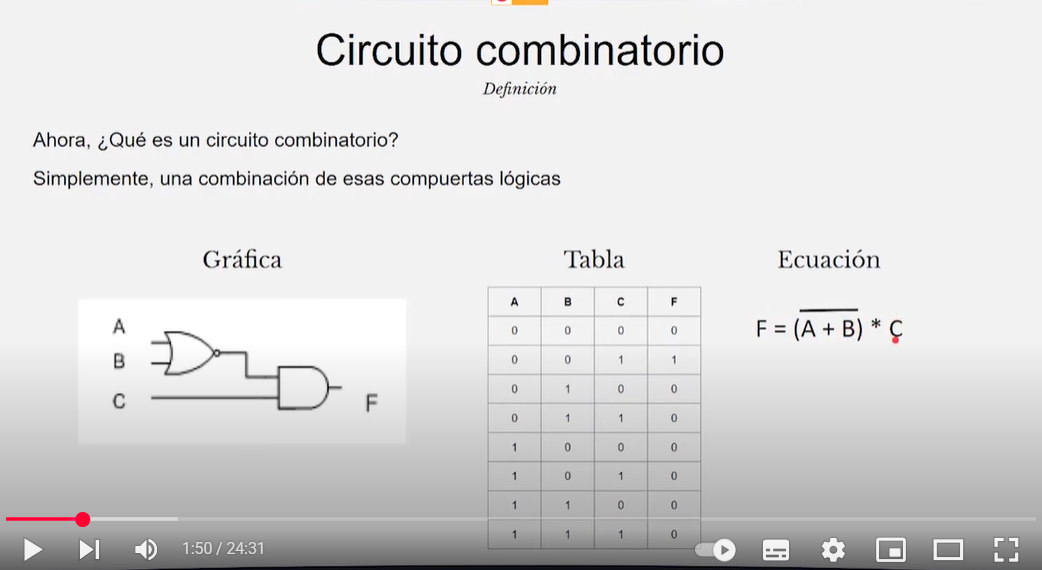 Circuito combinatorio
Definición
Ahora, ¿Qué es un circuito combinatorio?
Simplemente, una combinación de esas compuertas lógicas
Gráfica
A
B
C
F
Tabla
A B C F
0 0 0 0
0 0 1 1
0 1 0 0
0 1 1 0
1 0 0 0
1 0 1 0
1 1 0 0
1 1 1 0
Ecuación
F = (A + B) * C
1:50 / 24:31